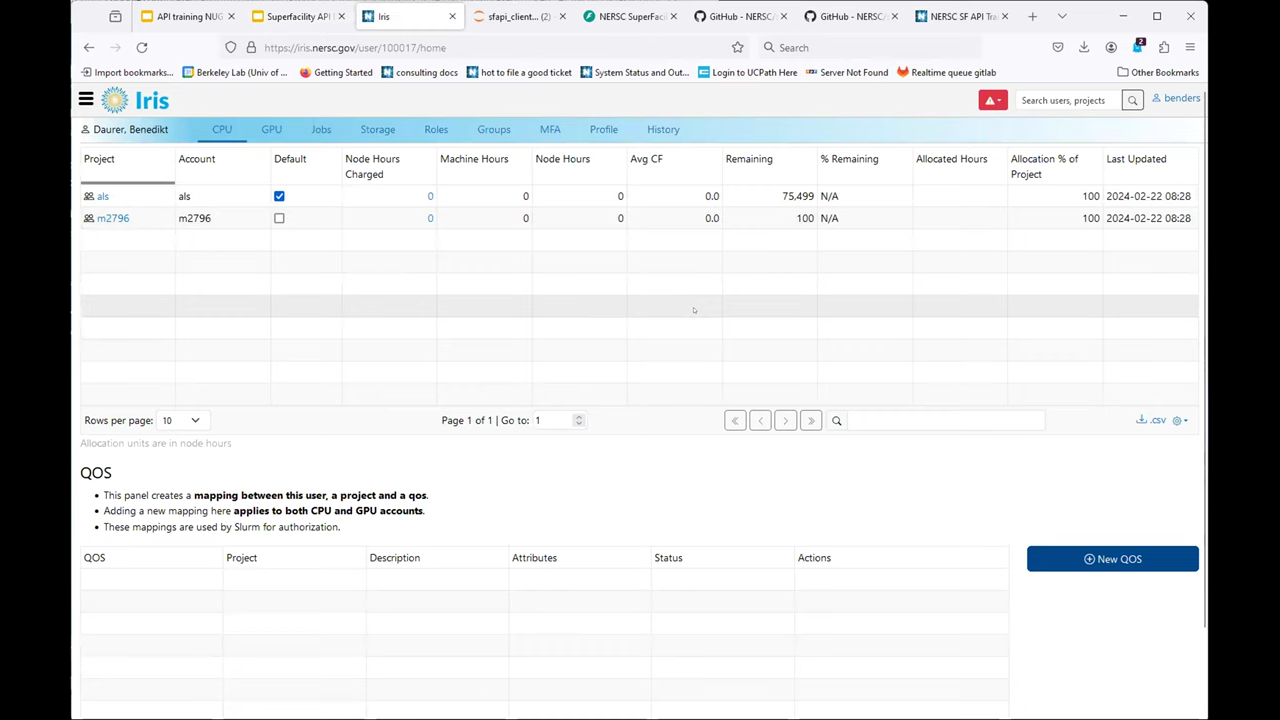 API training NUG
Superfacility API
Iris
sfapi_client... (2)
NERSC SuperFaci
GitHub - NERSC/
GitHub - NERSC/
NERSC SF API Tra
https://iris.nersc.gov/user/100017/home
Search
2
Import bookmarks...
Berkeley Lab (Univ of ...
Getting Started
consulting docs
hot to file a good ticket
System Status and Out...
Login to UCPath Here
Server Not Found
Realtime queue gitlab
Other Bookmarks
Iris
Search users, projects
benders
Daurer, Benedikt
CPU
GPU
Jobs
Storage
Roles
Groups
MFA
Profile
History
Project Account Default Node Hours Charged Machine Hours Node Hours Avg CF Remaining % Remaining Allocated Hours Allocation % of Project Last Updated
als als 0 0 0 0.0 75,499 N/A 100 2024-02-22 08:28
m2796 m2796 0 0 0 0.0 100 N/A 100 2024-02-22 08:28
Rows per page: 10
Page 1 of 1 | Go to: 1
.csv
Allocation units are in node hours
QOS
• This panel creates a mapping between this user, a project and a qos.
• Adding a new mapping here applies to both CPU and GPU accounts.
• These mappings are used by Slurm for authorization.
QOS Project Description Attributes Status Actions
New QOS